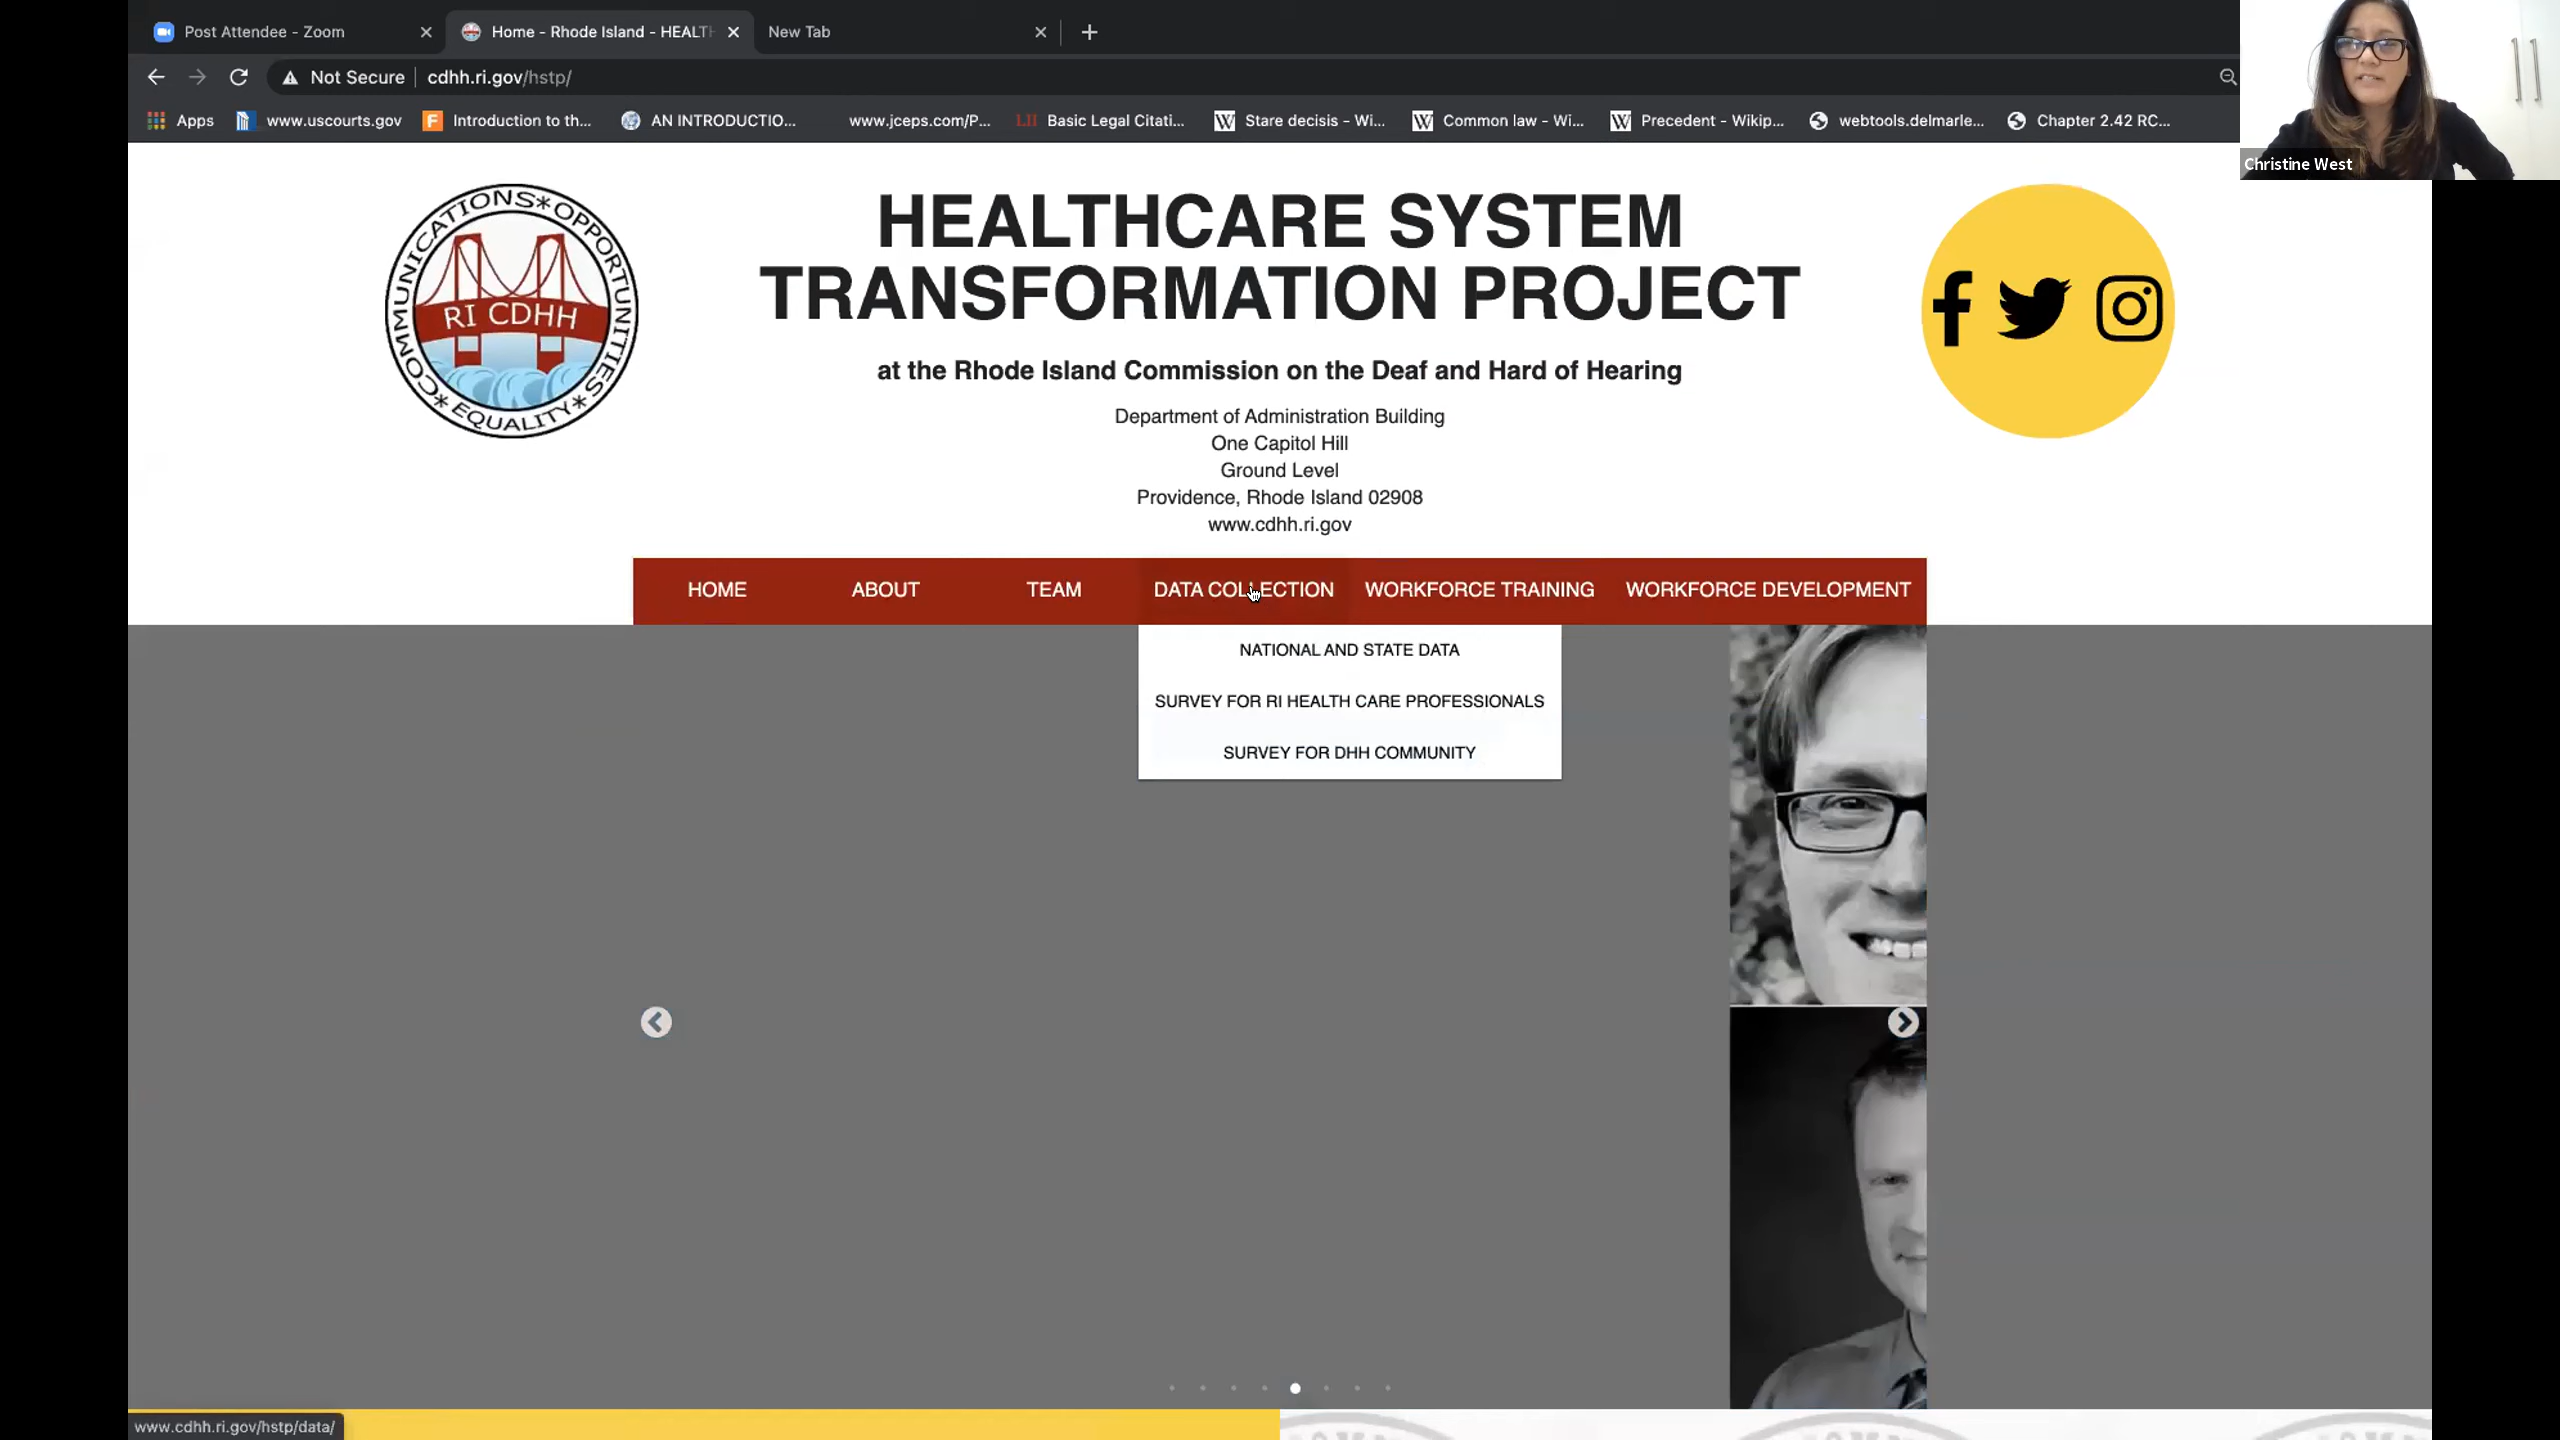 Post Attendee - Zoom
Home - Rhode Island - HEALTH
New Tab
Not Secure
cdhh.ri.gov/hstp/
Apps
www.uscourts.gov
Introduction to th...
AN INTRODUCTIO...
www.jceps.com/P...
LII Basic Legal Citati...
W Stare decisis - Wi...
W Common law - Wi...
W Precedent - Wikip...
webtools.delmarle...
Chapter 2.42 RC...
Christine West
COMMUNICATIONS*OPPORTUNITIES*EQUALITY*
RI CDHH
HEALTHCARE SYSTEM
TRANSFORMATION PROJECT
at the Rhode Island Commission on the Deaf and Hard of Hearing
Department of Administration Building
One Capitol Hill
Ground Level
Providence, Rhode Island 02908
www.cdhh.ri.gov
HOME
ABOUT
TEAM
DATA COLLECTION
WORKFORCE TRAINING
WORKFORCE DEVELOPMENT
NATIONAL AND STATE DATA
SURVEY FOR RI HEALTH CARE PROFESSIONALS
SURVEY FOR DHH COMMUNITY
www.cdhh.ri.gov/hstp/data/